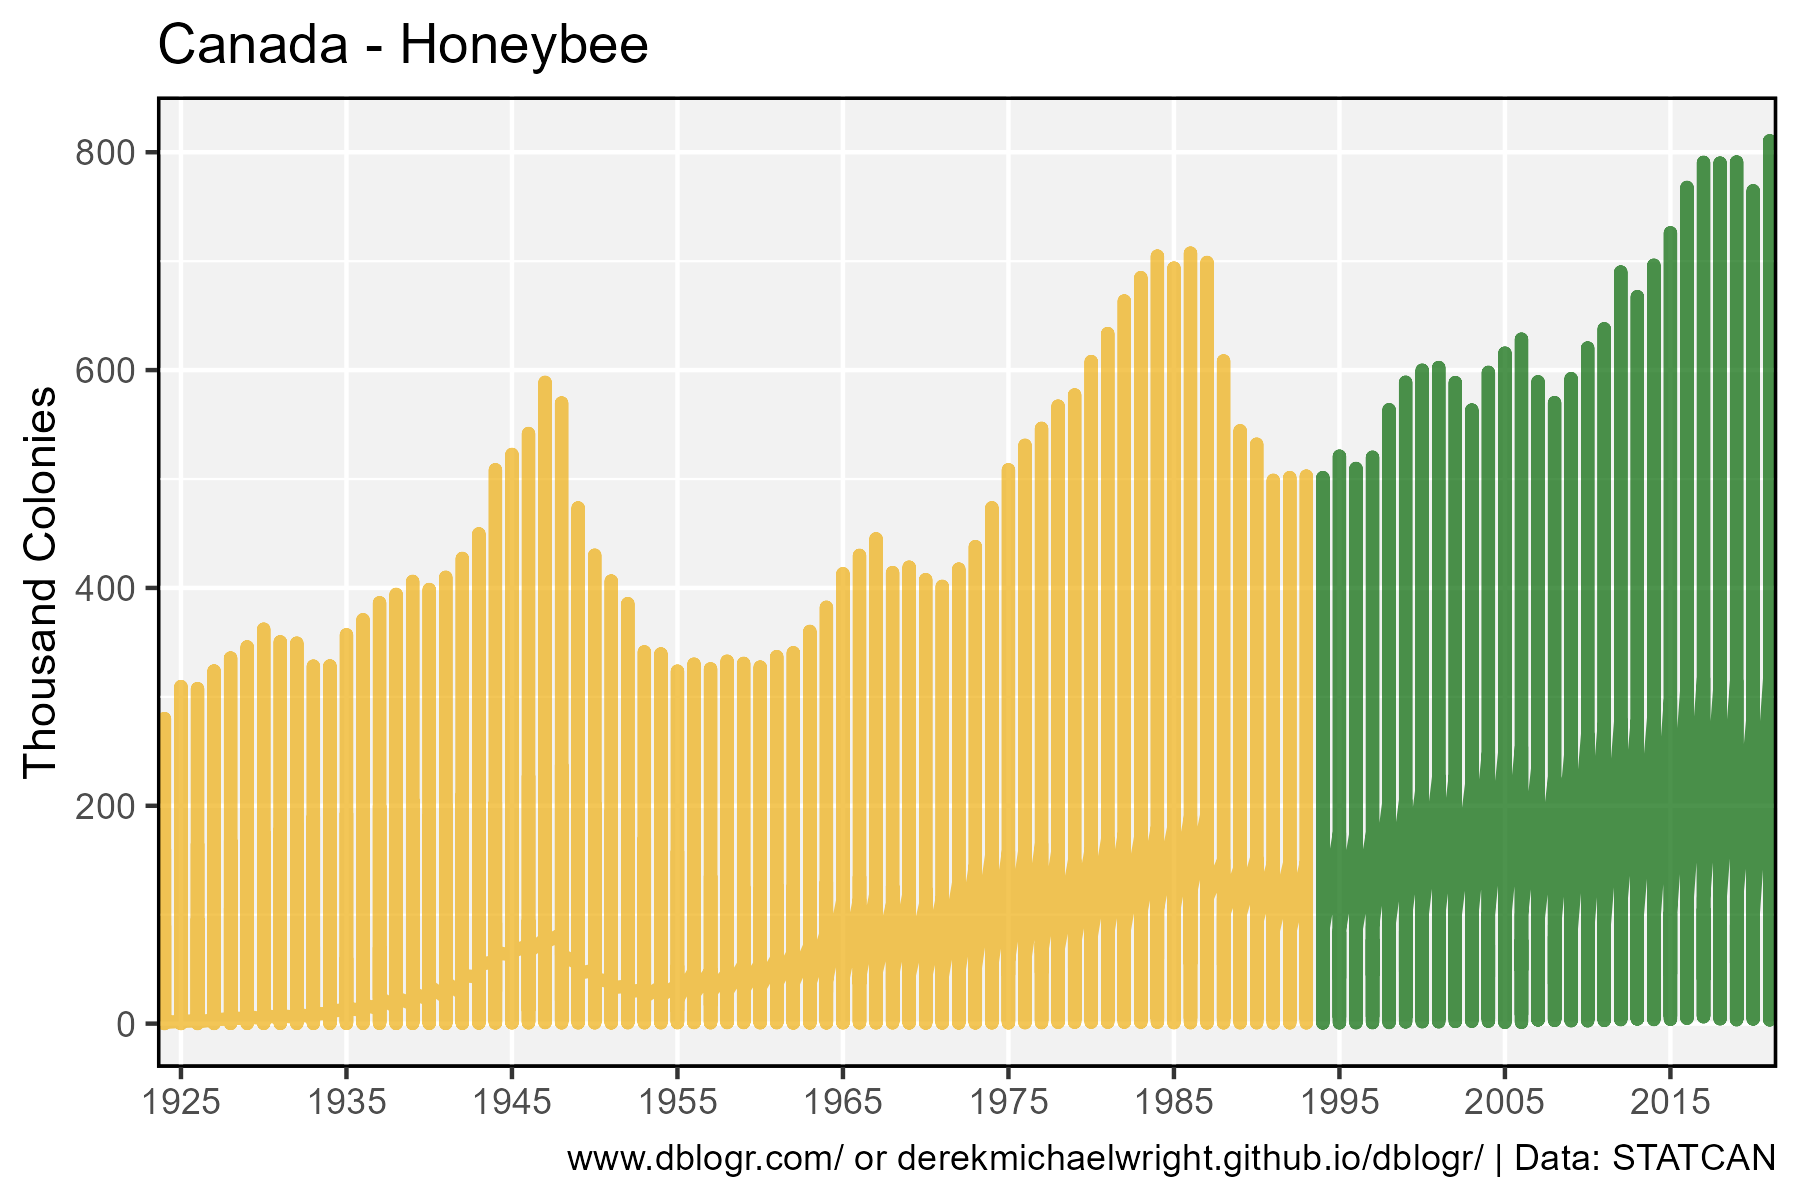 Canada - Honeybee
Thousand Colonies
800
600
400
200
0
1925 1935 1945 1955 1965 1975 1985 1995 2005 2015
www.dblogr.com/ or derekmichaelwright.github.io/dblogr/ | Data: STATCAN